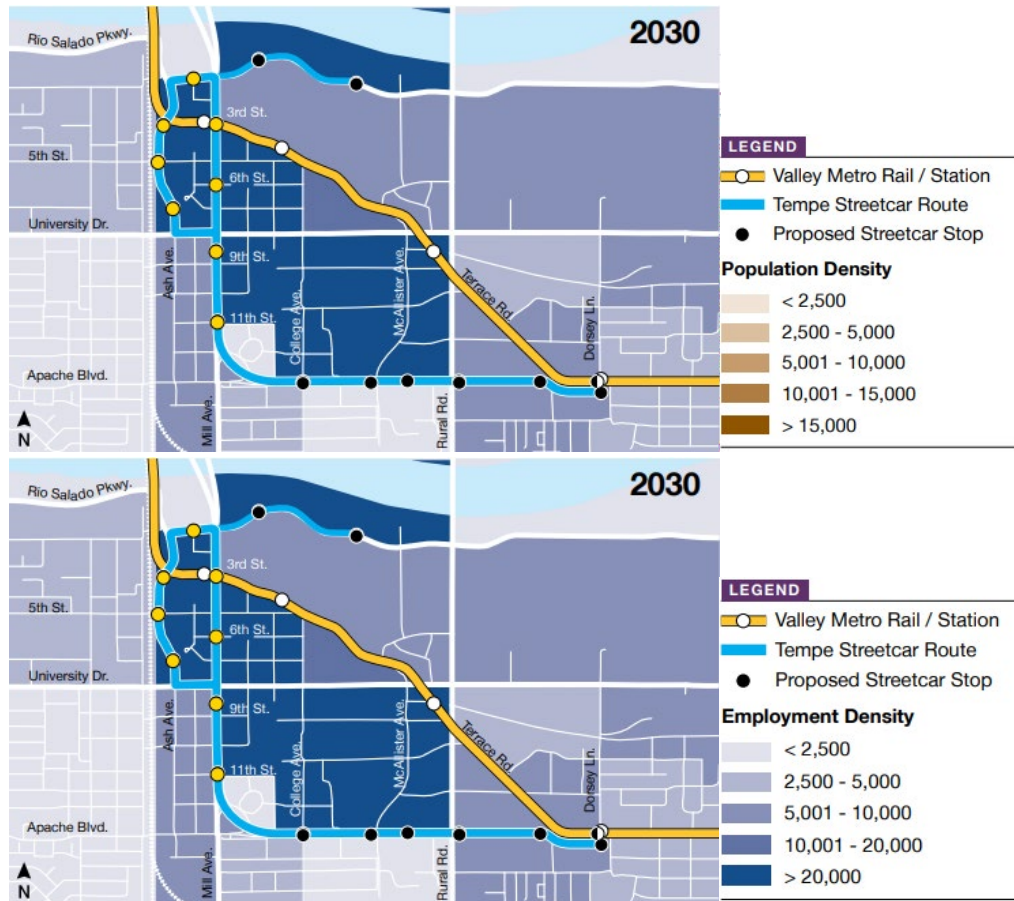 2030
Rio Salado Pkwy.
3rd St.
5th St.
6th St.
University Dr.
9th St.
Ash Ave.
11th St.
College Ave.
McAllister Ave.
Terrace Rd.
Dorsey Ln.
Apache Blvd.
Mill Ave.
Rural Rd.
N
LEGEND
Valley Metro Rail / Station
Tempe Streetcar Route
Proposed Streetcar Stop
Population Density
< 2,500
2,500 - 5,000
5,001 - 10,000
10,001 - 15,000
> 15,000
2030
Rio Salado Pkwy.
3rd St.
5th St.
6th St.
University Dr.
9th St.
Ash Ave.
11th St.
College Ave.
McAllister Ave.
Terrace Rd.
Dorsey Ln.
Apache Blvd.
Mill Ave.
Rural Rd.
N
LEGEND
Valley Metro Rail / Station
Tempe Streetcar Route
Proposed Streetcar Stop
Employment Density
< 2,500
2,500 - 5,000
5,001 - 10,000
10,001 - 20,000
> 20,000